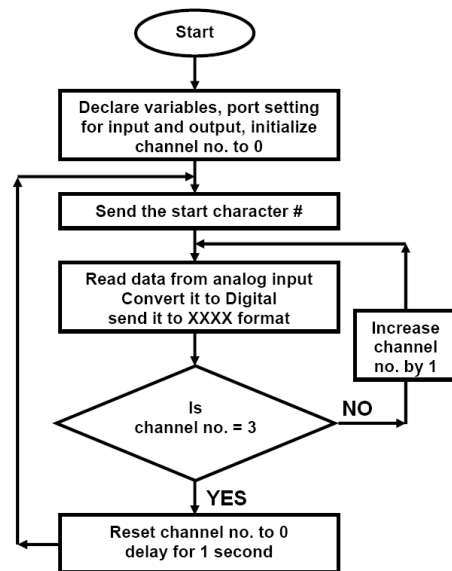 Start
Declare variables, port setting
for input and output, initialize
channel no. to 0
Send the start character #
Read data from analog input
Convert it to Digital
send it to XXXX format
Increase
channel
no. by 1
Is
channel no. = 3
NO
YES
Reset channel no. to 0
delay for 1 second